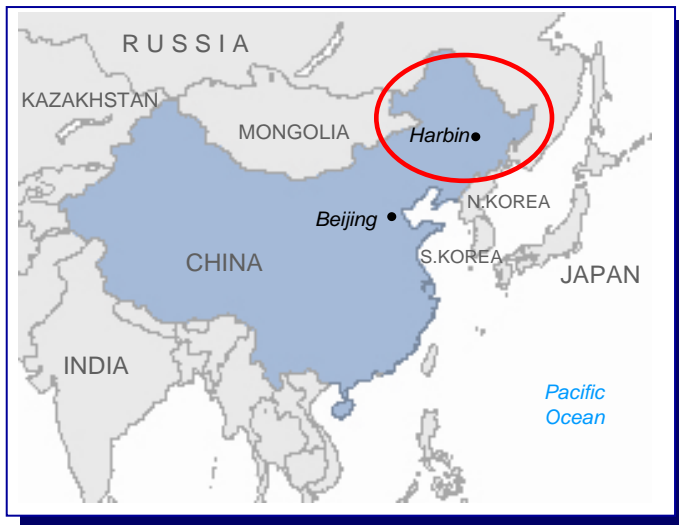 RUSSIA
KAZAKHSTAN
MONGOLIA
Harbin
N.KOREA
Beijing
S.KOREA
CHINA
JAPAN
INDIA
Pacific
Ocean